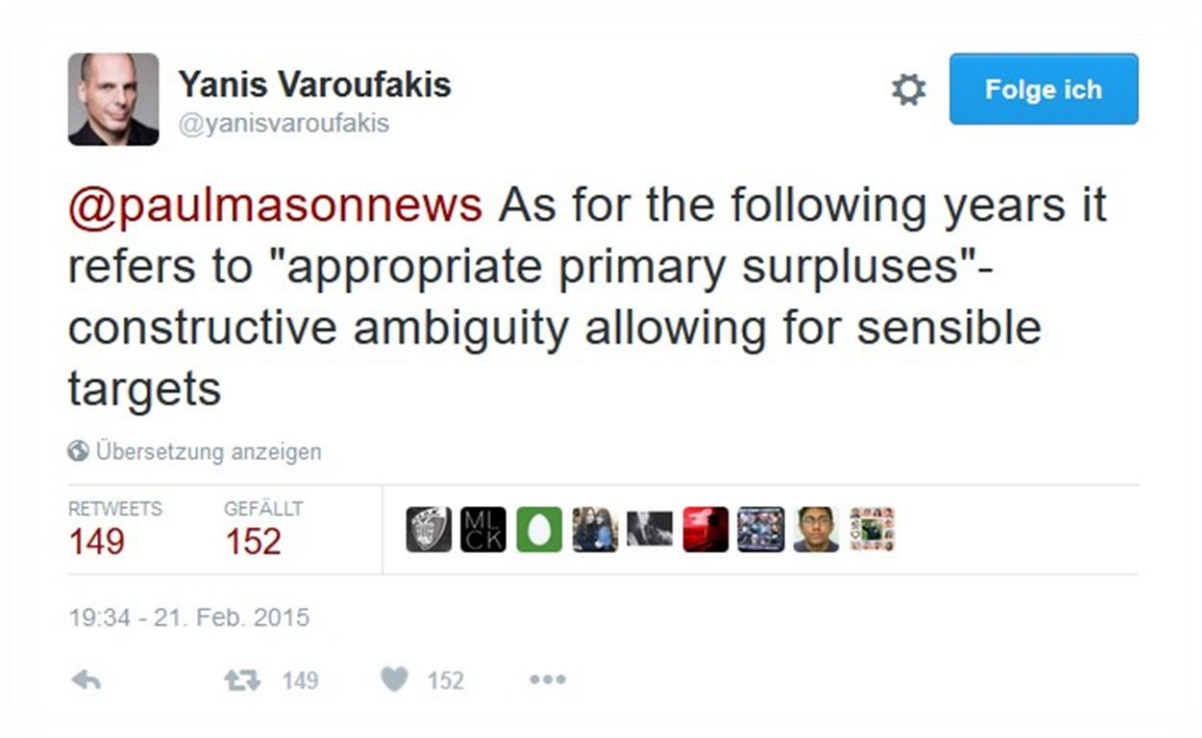 Yanis Varoufakis
@yanisvaroufakis
Folge ich
@paulmasonnews As for the following years it
refers to "appropriate primary surpluses"-
constructive ambiguity allowing for sensible
targets
Übersetzung anzeigen
RETWEETS GEFÄLLT
149 152
ML
CK
19:34 - 21. Feb. 2015
149 152